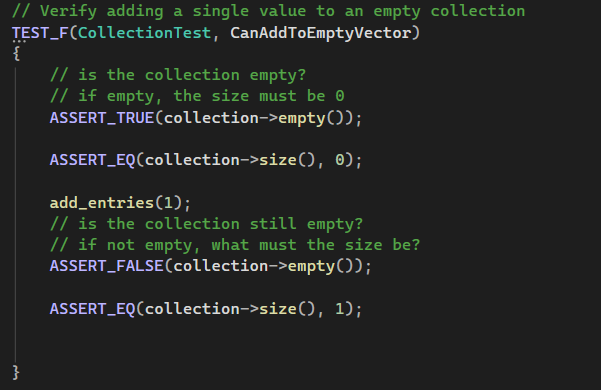 // Verify adding a single value to an empty collection
TEST_F(CollectionTest, CanAddToEmptyVector)
{
    // is the collection empty?
    // if empty, the size must be 0
    ASSERT_TRUE(collection->empty());

    ASSERT_EQ(collection->size(), 0);

    add_entries(1);
    // is the collection still empty?
    // if not empty, what must the size be?
    ASSERT_FALSE(collection->empty());

    ASSERT_EQ(collection->size(), 1);


}